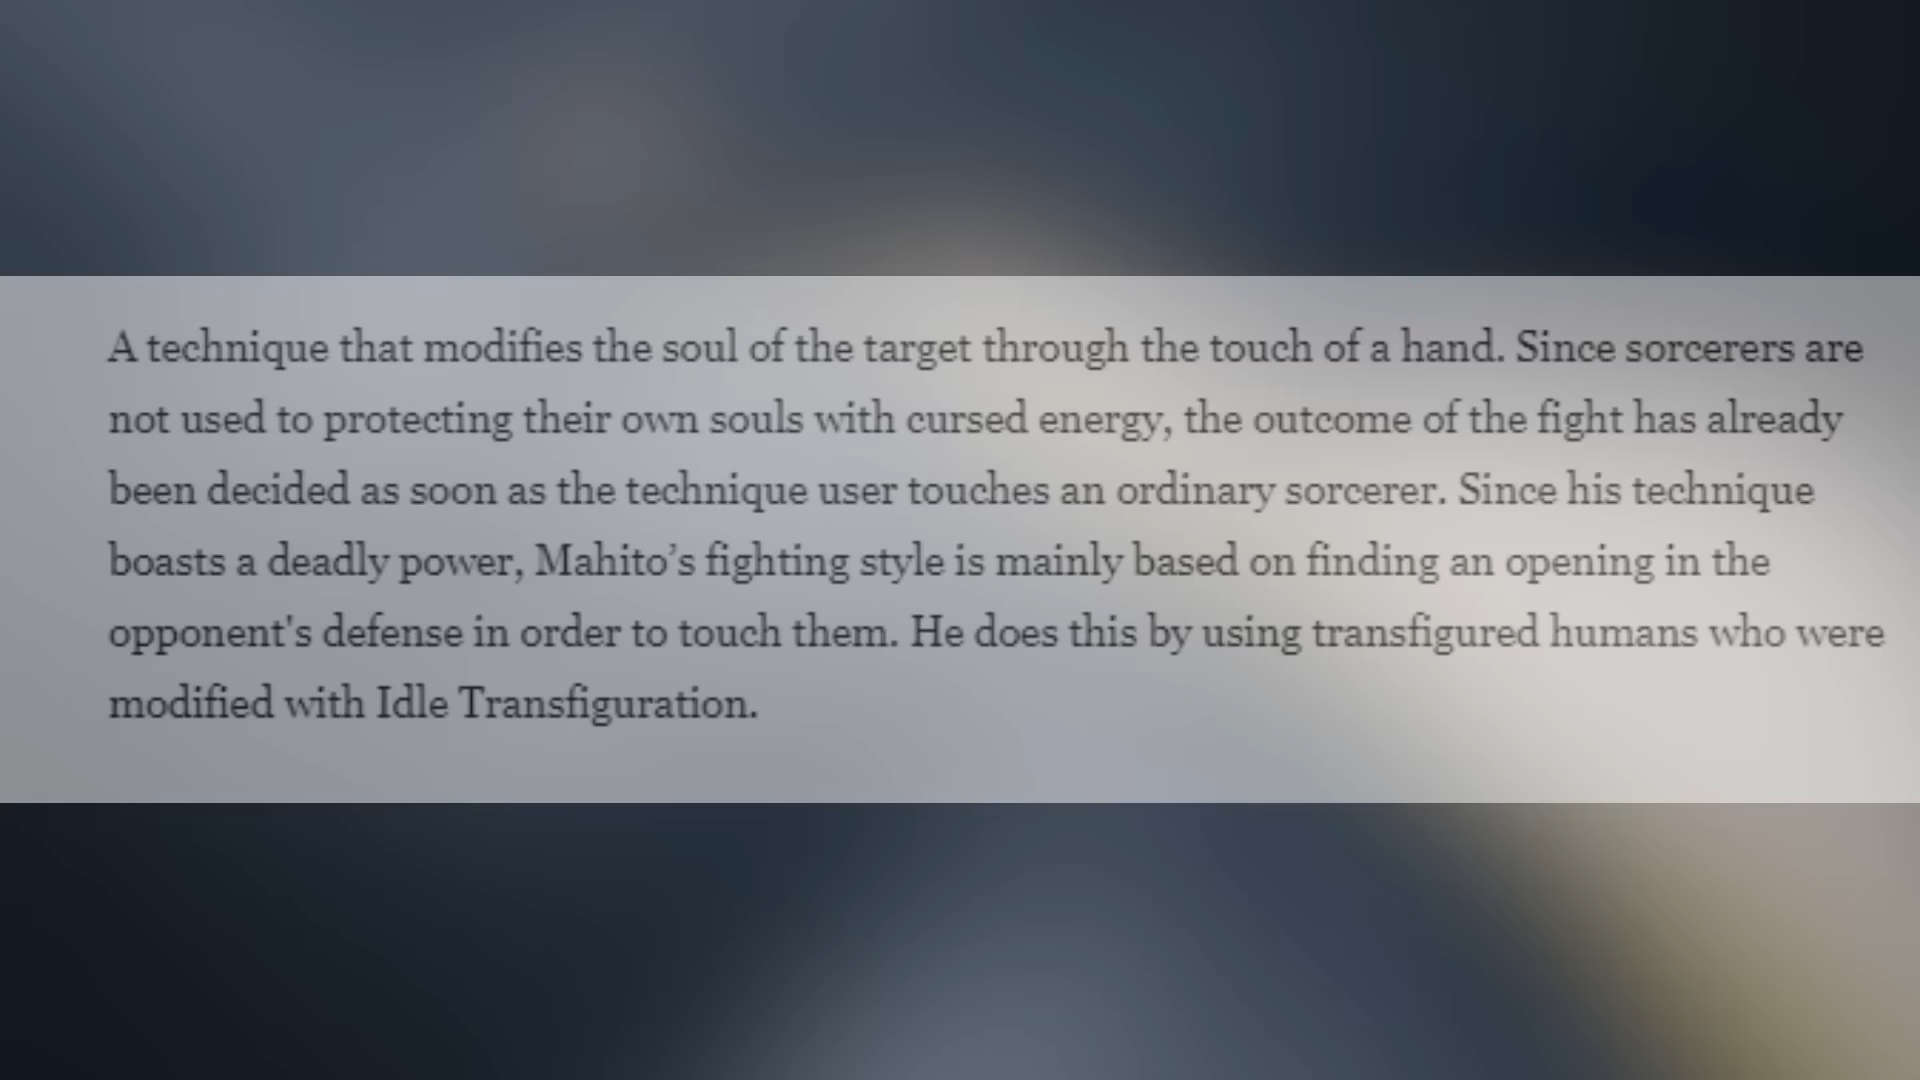 A technique that modifies the soul of the target through the touch of a hand. Since sorcerers are
not used to protecting their own souls with cursed energy, the outcome of the fight has already
been decided as soon as the technique user touches an ordinary sorcerer. Since his technique
boasts a deadly power, Mahito’s fighting style is mainly based on finding an opening in the
opponent's defense in order to touch them. He does this by using transfigured humans who were
modified with Idle Transfiguration.